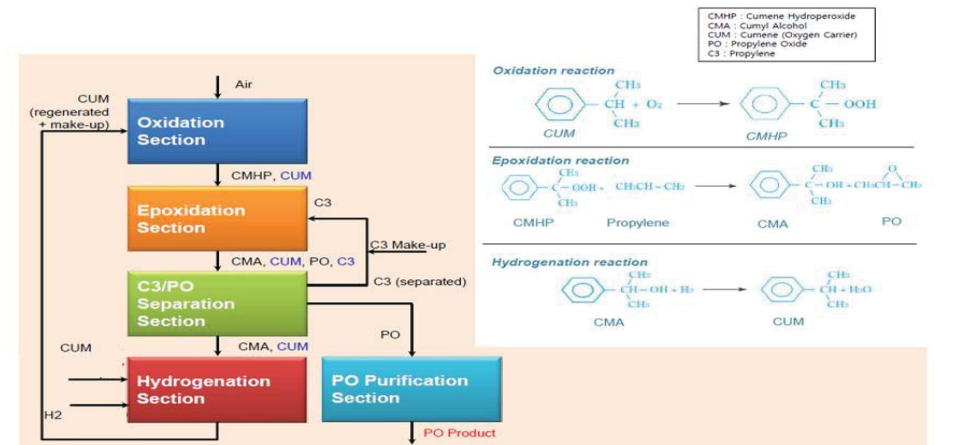 CMHP : Cumene Hydroperoxide
CMA : Cumyl Alcohol
CUM : Cumene (Oxygen Carrier)
PO : Propylene Oxide
C3 : Propylene
Air
CUM
(regenerated
+ make-up)
Oxidation
Section
CMHP, CUM
Epoxidation
Section
C3
C3 Make-up
CMA, CUM, PO, C3
C3 (separated)
C3/PO
Separation
Section
PO
CMA, CUM
CUM
Hydrogenation
Section
H2
PO Purification
Section
PO Product
Oxidation reaction
CH₃
CH + O₂
CH₃
CUM
CH₃
C — OOH
CH₃
CMHP
Epoxidation reaction
CH₃
C — OOH + CH₃CH — CH₂
CH₃
CMHP
Propylene
CH₃
O
C — OH + CH₃CH — CH₂
CH₃
CMA
PO
Hydrogenation reaction
CH₃
CH — OH + H₂
CH₃
CMA
CH₃
CH + H₂O
CH₃
CUM